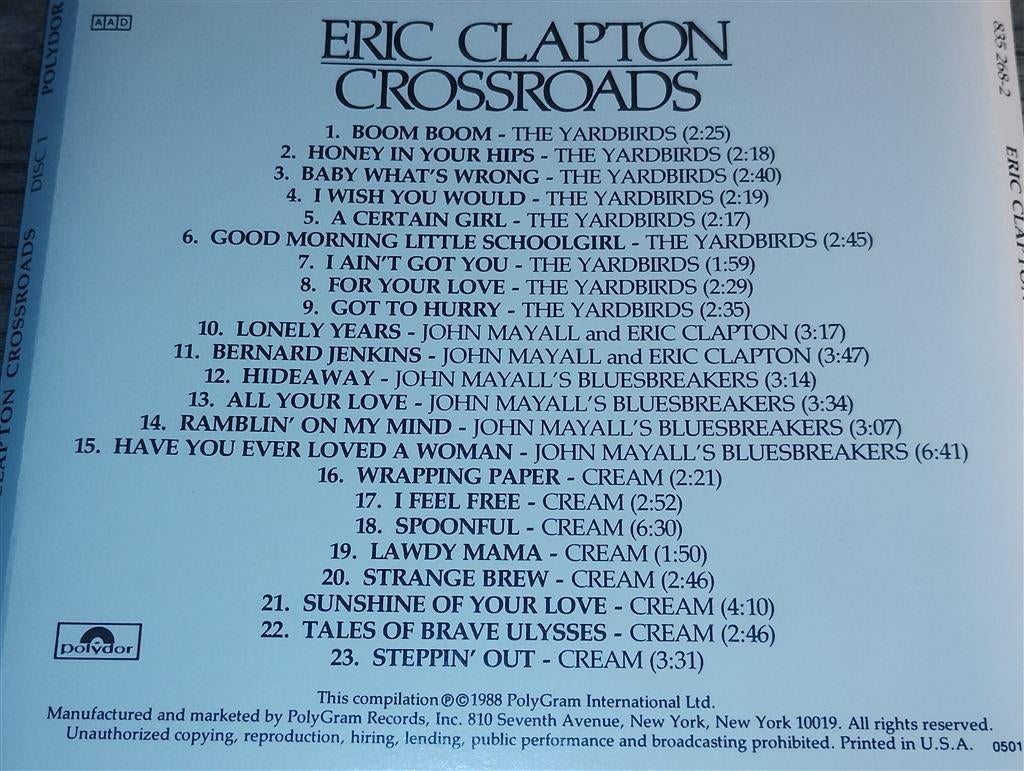 AAD
ERIC CLAPTON
CROSSROADS
1. BOOM BOOM - THE YARDBIRDS (2:25)
2. HONEY IN YOUR HIPS - THE YARDBIRDS (2:18)
3. BABY WHAT'S WRONG - THE YARDBIRDS (2:40)
4. I WISH YOU WOULD - THE YARDBIRDS (2:19)
5. A CERTAIN GIRL - THE YARDBIRDS (2:17)
6. GOOD MORNING LITTLE SCHOOLGIRL - THE YARDBIRDS (2:45)
7. I AIN'T GOT YOU - THE YARDBIRDS (1:59)
8. FOR YOUR LOVE - THE YARDBIRDS (2:29)
9. GOT TO HURRY - THE YARDBIRDS (2:35)
10. LONELY YEARS - JOHN MAYALL and ERIC CLAPTON (3:17)
11. BERNARD JENKINS - JOHN MAYALL and ERIC CLAPTON (3:47)
12. HIDEAWAY - JOHN MAYALL'S BLUESBREAKERS (3:14)
13. ALL YOUR LOVE - JOHN MAYALL'S BLUESBREAKERS (3:34)
14. RAMBLIN' ON MY MIND - JOHN MAYALL'S BLUESBREAKERS (3:07)
15. HAVE YOU EVER LOVED A WOMAN - JOHN MAYALL'S BLUESBREAKERS (6:41)
16. WRAPPING PAPER - CREAM (2:21)
17. I FEEL FREE - CREAM (2:52)
18. SPOONFUL - CREAM (6:30)
19. LAWDY MAMA - CREAM (1:50)
20. STRANGE BREW - CREAM (2:46)
21. SUNSHINE OF YOUR LOVE - CREAM (4:10)
22. TALES OF BRAVE ULYSSES - CREAM (2:46)
23. STEPPIN' OUT - CREAM (3:31)
polydor
This compilation ℗©1988 PolyGram International Ltd.
Manufactured and marketed by PolyGram Records, Inc. 810 Seventh Avenue, New York, New York 10019. All rights reserved.
Unauthorized copying, reproduction, hiring, lending, public performance and broadcasting prohibited. Printed in U.S.A. 0501
CLAPTON CROSSROADS DISC 1 POLYDOR
835 268-2 ERIC CLAPTON